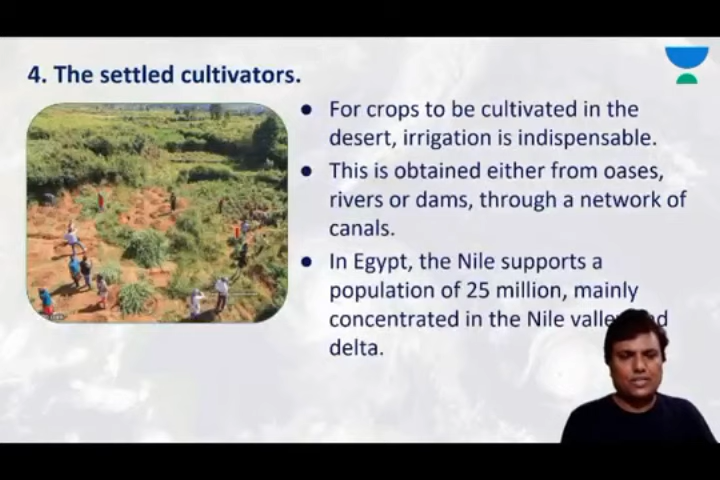 4. The settled cultivators.
● For crops to be cultivated in the
desert, irrigation is indispensable.
● This is obtained either from oases,
rivers or dams, through a network of
canals.
● In Egypt, the Nile supports a
population of 25 million, mainly
concentrated in the Nile valley
delta.